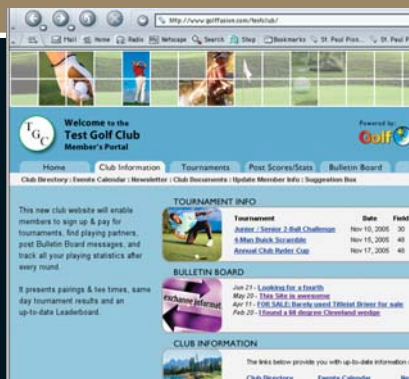 http://www.golffusion.com/testclub/
Mail Home Radio Netscape Search Shop Bookmarks St. Paul Pion... St. Paul P
TGC
Welcome to the
Test Golf Club
Member's Portal
Powered by:
Golf
Home Club Information Tournaments Post Scores/Stats Bulletin Board
Club Directory : Events Calendar : Newsletter : Club Documents : Update Member Info : Suggestion Box
This new club website will enable
members to sign up & pay for
tournaments, find playing partners,
post Bulletin Board messages, and
track all your playing statistics after
every round.
It presents pairings & tee times, same
day tournament results and an
up-to-date Leaderboard.
TOURNAMENT INFO
Tournament Date Field
Junior / Senior 2-Ball Challenge Nov 10, 2005 30
4-Man Buick Scramble Nov 15, 2005 48
Annual Club Ryder Cup Nov 17, 2005 48
BULLETIN BOARD
exchange informat
Jun 21 - Looking for a fourth
May 20 - This Site is awesome
Apr 11 - FOR SALE: Barely used Titleist Driver for sale
Feb 20 - I found a 60 degree Cleveland wedge
CLUB INFORMATION
The links below provide you with up-to-date information
Club Directory Events Calendar